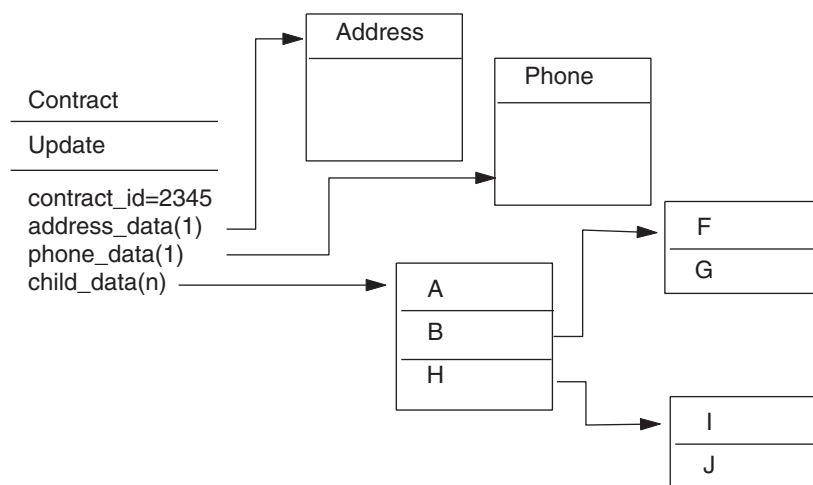 Address
Phone
Contract
Update
contract_id=2345
address_data(1)
phone_data(1)
child_data(n)
A
B
H
F
G
I
J